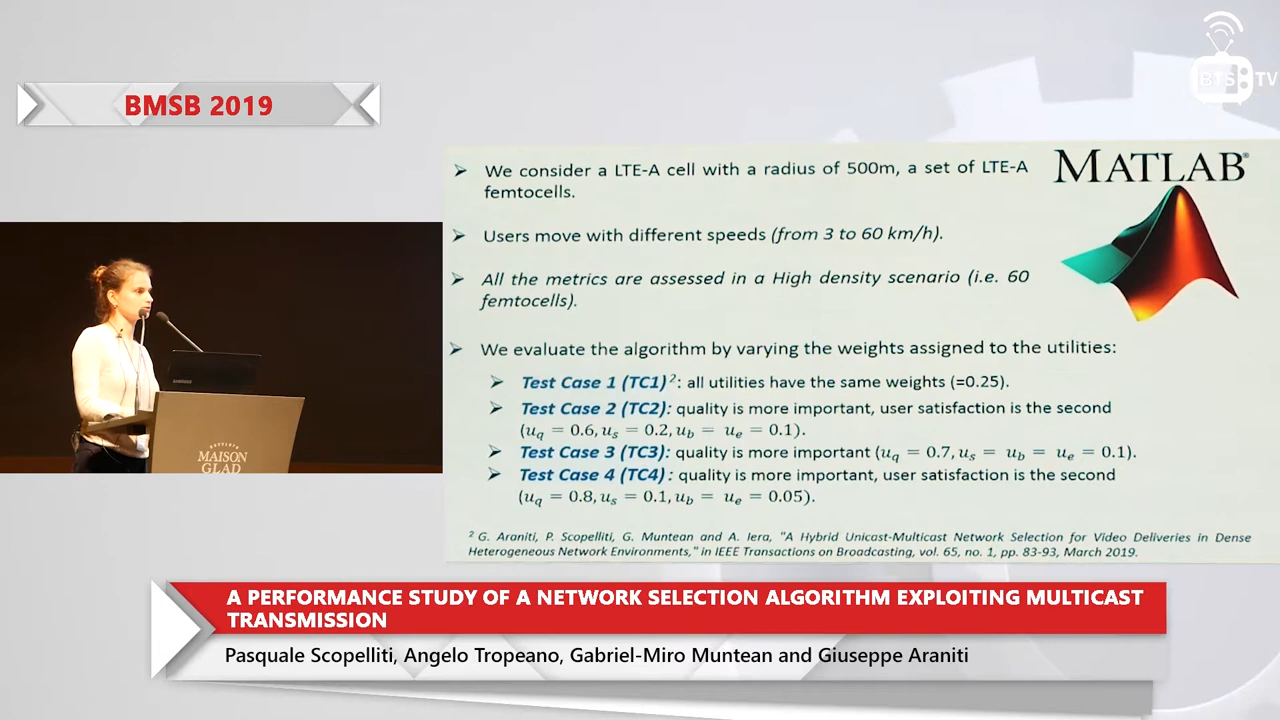 BTS TV
BMSB 2019
MATLAB®
➢ We consider a LTE-A cell with a radius of 500m, a set of LTE-A
femtocells.
➢ Users move with different speeds (from 3 to 60 km/h).
➢ All the metrics are assessed in a High density scenario (i.e. 60
femtocells).
➢ We evaluate the algorithm by varying the weights assigned to the utilities:
➢ Test Case 1 (TC1)²: all utilities have the same weights (=0.25).
➢ Test Case 2 (TC2): quality is more important, user satisfaction is the second
(u_q = 0.6, u_s = 0.2, u_b = u_e = 0.1).
➢ Test Case 3 (TC3): quality is more important (u_q = 0.7, u_s = u_b = u_e = 0.1).
➢ Test Case 4 (TC4) : quality is more important, user satisfaction is the second
(u_q = 0.8, u_s = 0.1, u_b = u_e = 0.05).
² G. Araniti, P. Scopelliti, G. Muntean and A. Iera, "A Hybrid Unicast-Multicast Network Selection for Video Deliveries in Dense
Heterogeneous Network Environments," in IEEE Transactions on Broadcasting, vol. 65, no. 1, pp. 83-93, March 2019.
SAMSUNG
MAISON
GLAD
A PERFORMANCE STUDY OF A NETWORK SELECTION ALGORITHM EXPLOITING MULTICAST
TRANSMISSION
Pasquale Scopelliti, Angelo Tropeano, Gabriel-Miro Muntean and Giuseppe Araniti